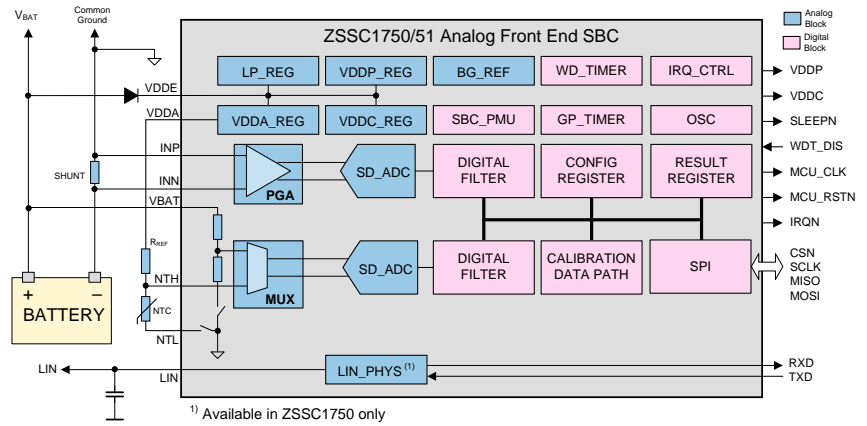 VBAT
Common
Ground
ZSSC1750/51 Analog Front End SBC
Analog
Block
Digital
Block
LP_REG
VDDP_REG
BG_REF
WD_TIMER
IRQ_CTRL
VDDE
VDDA
VDDA_REG
VDDC_REG
SBC_PMU
GP_TIMER
OSC
VDDP
VDDC
SLEEPN
WDT_DIS
MCU_CLK
MCU_RSTN
IRQN
INP
SHUNT
INN
VBAT
PGA
SD_ADC
DIGITAL
FILTER
CONFIG
REGISTER
RESULT
REGISTER
RREF
NTH
NTC
NTL
MUX
SD_ADC
DIGITAL
FILTER
CALIBRATION
DATA PATH
SPI
CSN
SCLK
MISO
MOSI
+ −
BATTERY
LIN
LIN
LIN_PHYS (1)
RXD
TXD
1) Available in ZSSC1750 only